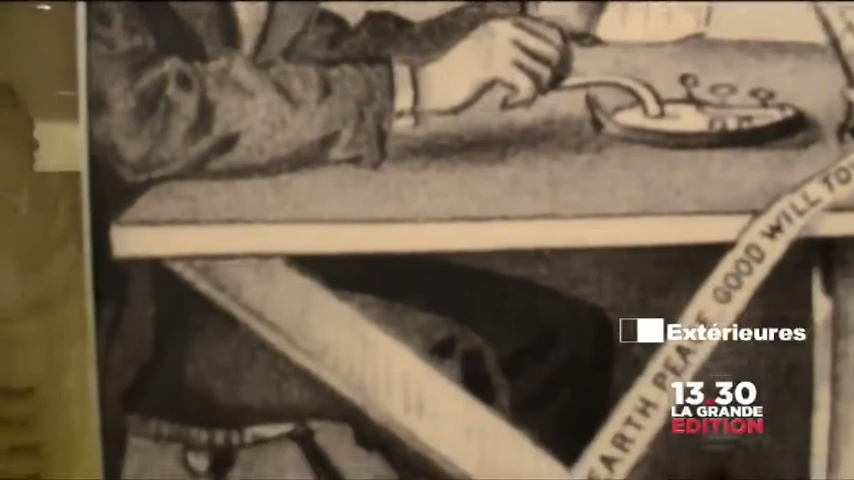 EARTH PEACE GOOD WILL TO
Extérieures
13.30
LA GRANDE
EDITION